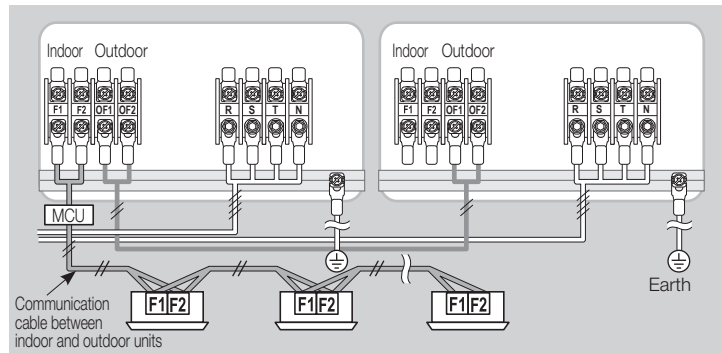 Indoor Outdoor
F1 F2 OF1 OF2
R S T N
Indoor Outdoor
F1 F2 OF1 OF2
R S T N
MCU
Earth
F1 F2
F1 F2
F1 F2
Communication
cable between
indoor and outdoor units